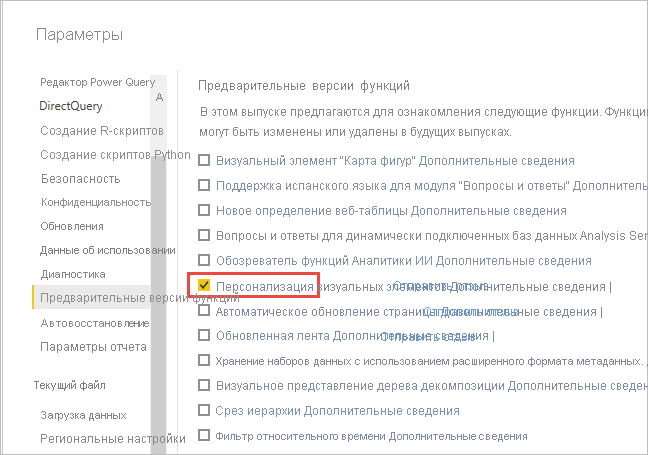 Параметры
Редактор Power Query
DirectQuery
Создание R-скриптов
Создание скриптов Python
Безопасность
Конфиденциальность
Обновления
Данные об использовании
Диагностика
Предварительные версии функций
Автовосстановление
Параметры отчета
Текущий файл
Загрузка данных
Региональные настройки
Предварительные версии функций
В этом выпуске предлагаются для ознакомления следующие функции. Функции
могут быть изменены или удалены в будущих выпусках.
Визуальный элемент "Карта фигур" Дополнительные сведения
Поддержка испанского языка для модуля "Вопросы и ответы" Дополнитель
Новое определение веб-таблицы Дополнительные сведения
Вопросы и ответы для динамически подключенных баз данных Analysis Ser
Обозреватель функций Аналитики ИИ Дополнительные сведения
Персонализация визуальных элементов Дополнительные сведения | Отправить отзыв
Автоматическое обновление страницы Дополнительные сведения |
Обновленная лента Дополнительные сведения | Отправить отзыв
Хранение наборов данных с использованием расширенного формата метаданных.
Визуальное представление дерева декомпозиции Дополнительные сведен
Срез иерархии Дополнительные сведения
Фильтр относительного времени Дополнительные сведения